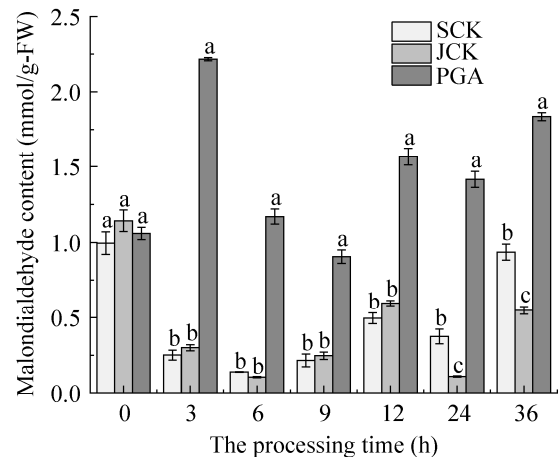 Malondialdehyde content (mmol/g-FW)
2.5
2.0
1.5
1.0
0.5
0.0
SCK
JCK
PGA
a a a
b b a
b b a
b b a
b b a
b c a
b c a
0 3 6 9 12 24 36
The processing time (h)